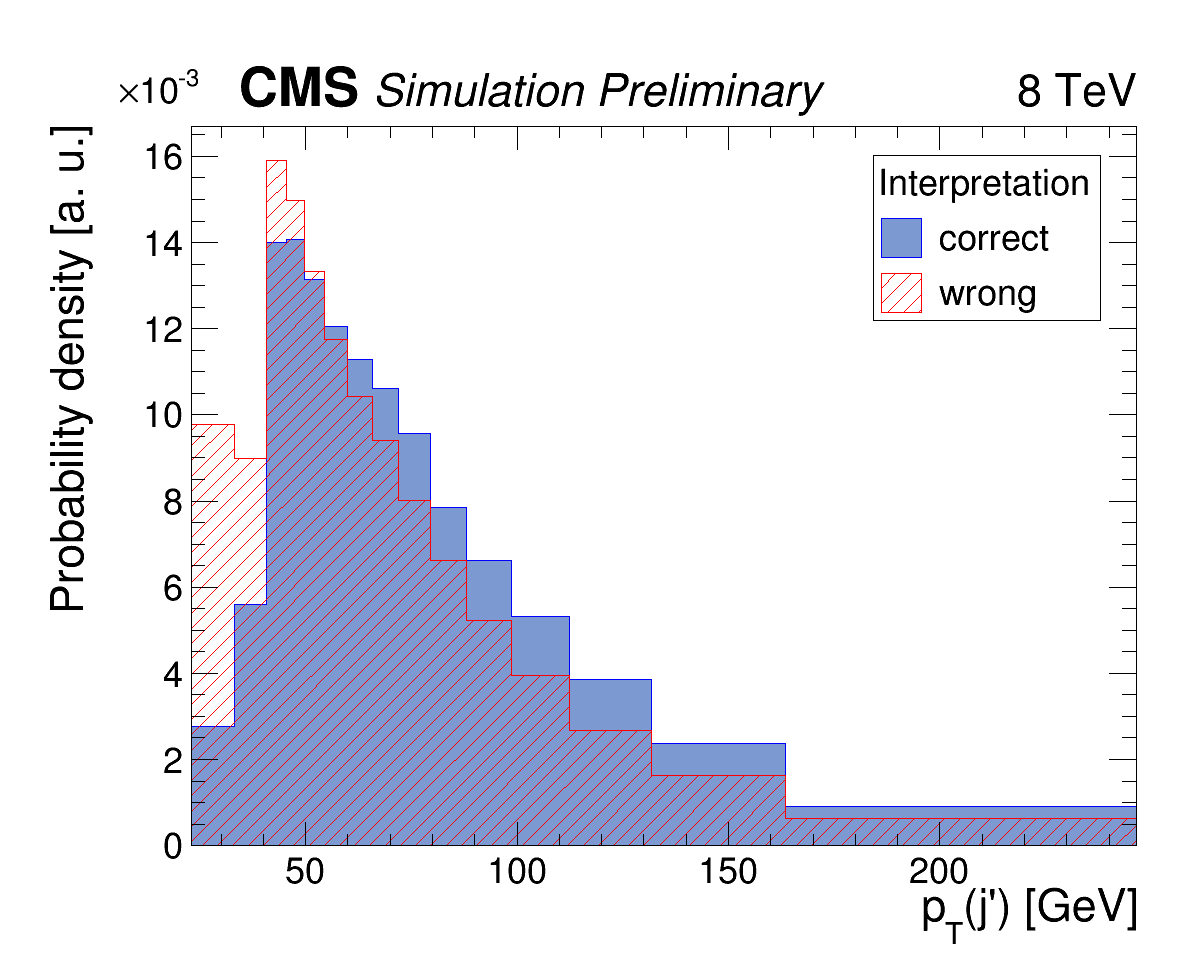 ×10⁻³ CMS Simulation Preliminary 8 TeV
Probability density [a. u.]
16
14
12
10
8
6
4
2
0
Interpretation
correct
wrong
50 100 150 200
p_T(j') [GeV]